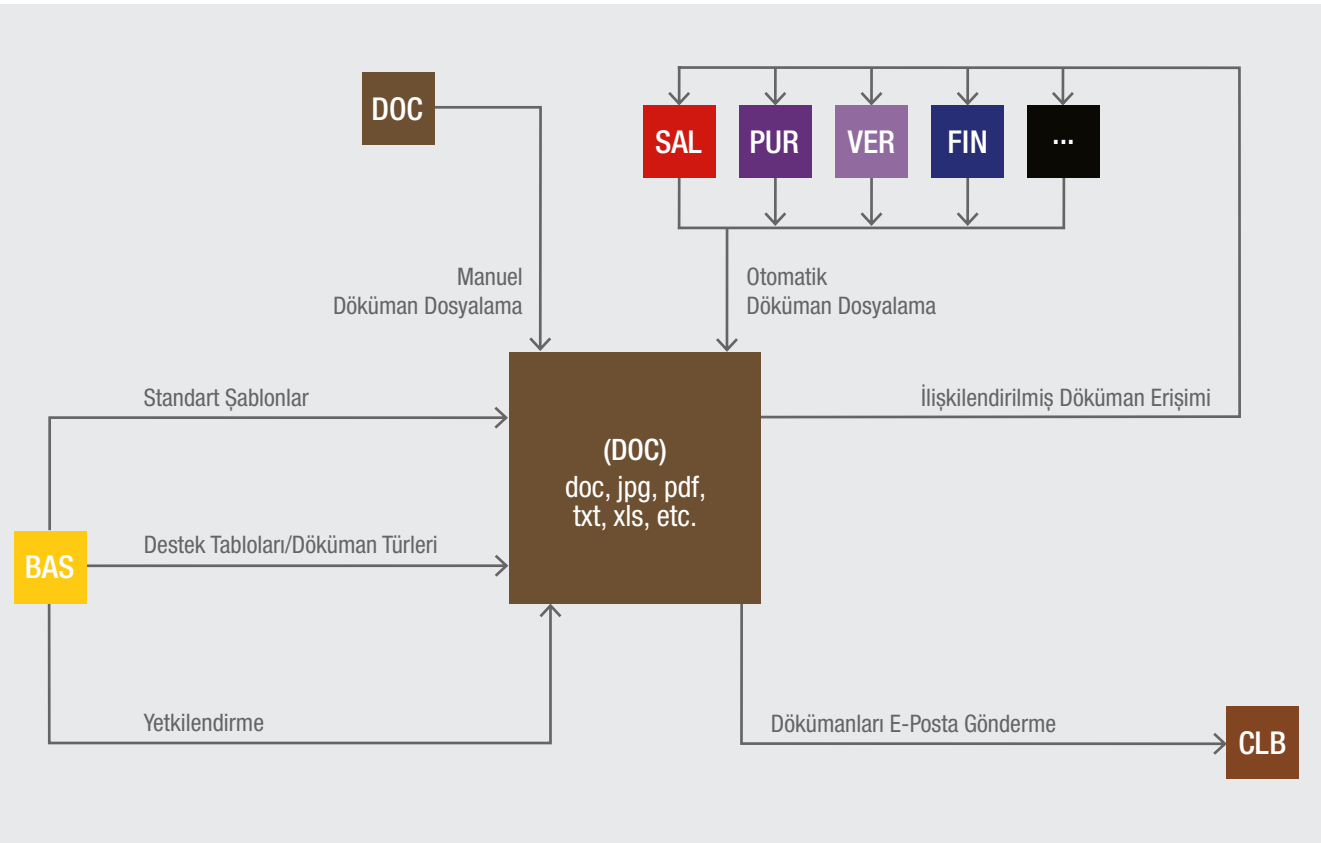 DOC
SAL
PUR
VER
FIN
...
Manuel
Döküman Dosyalama
Otomatik
Döküman Dosyalama
Standart Şablonlar
İlişkilendirilmiş Döküman Erişimi
(DOC)
doc, jpg, pdf,
txt, xls, etc.
BAS
Destek Tabloları/Döküman Türleri
Yetkilendirme
Dökümanları E-Posta Gönderme
CLB